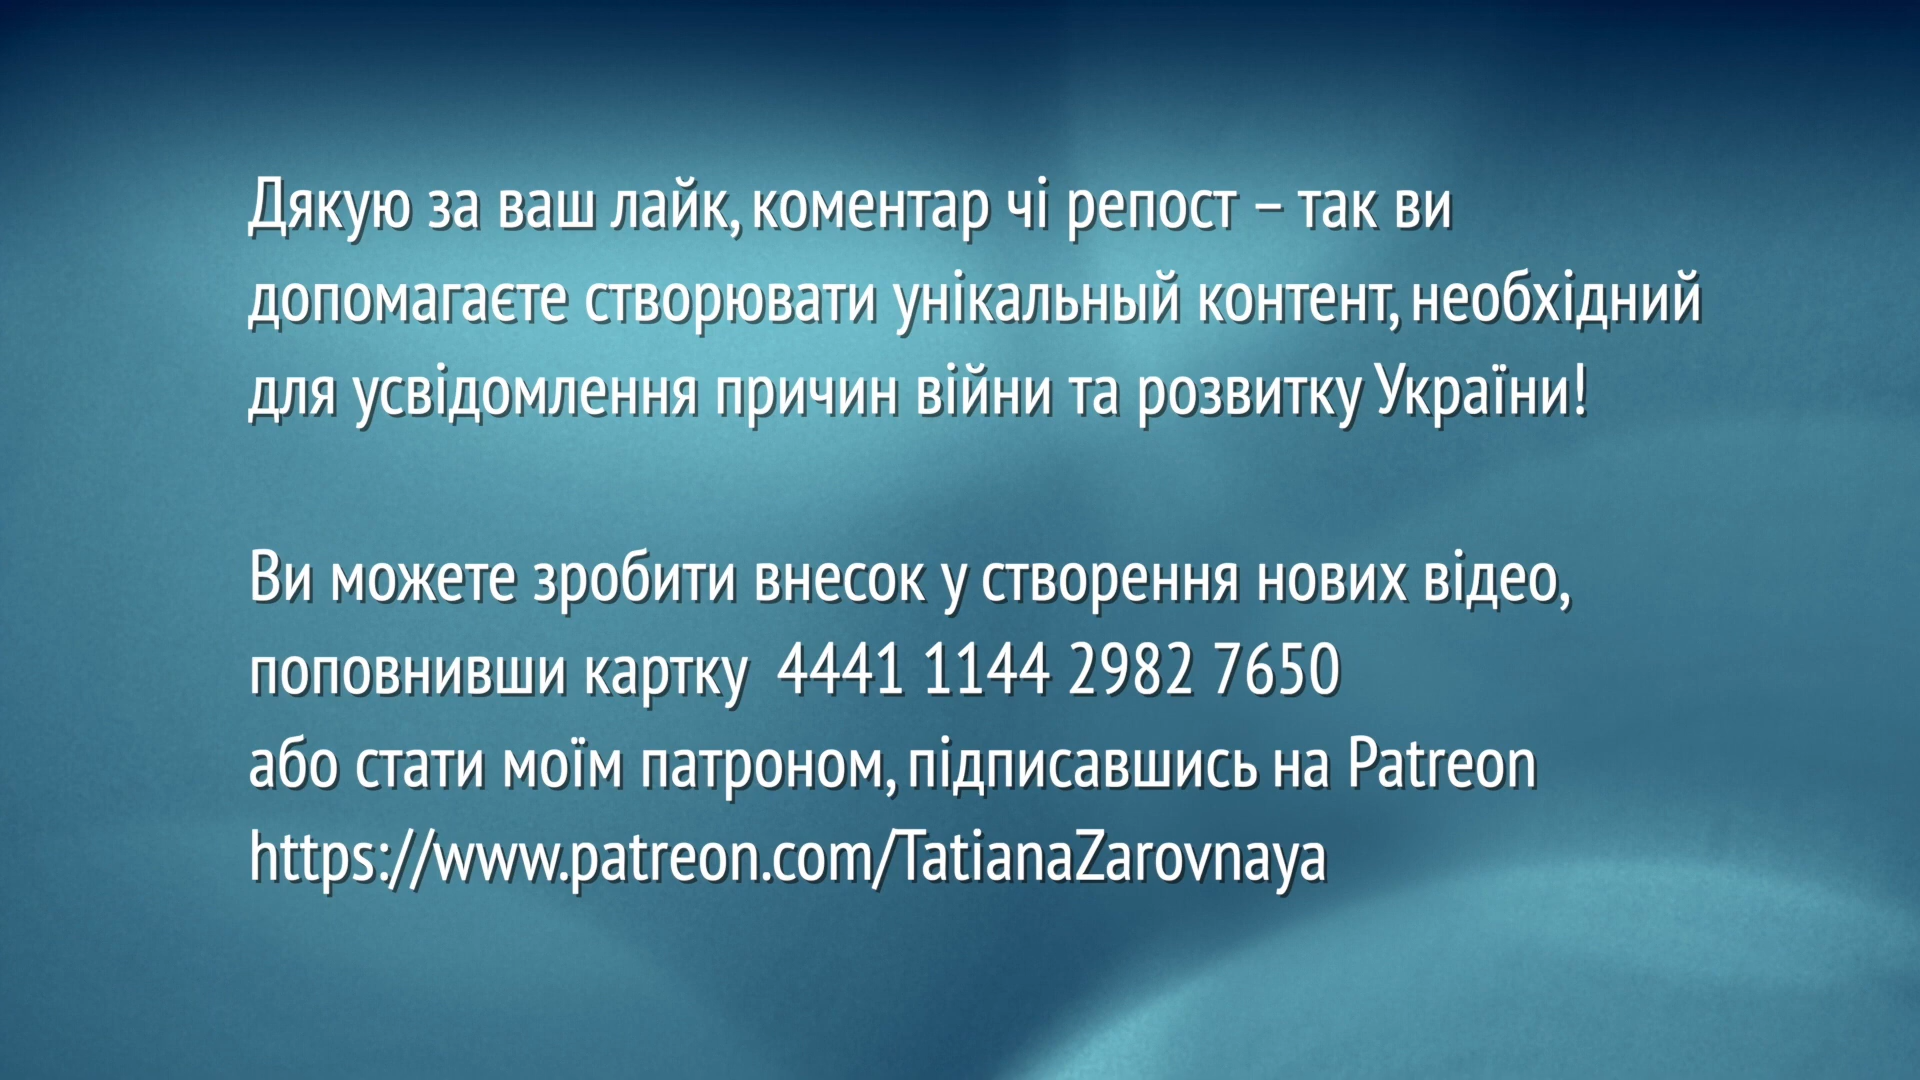 Дякую за ваш лайк, коментар чі репост – так ви
допомагаєте створювати унікальный контент, необхідний
для усвідомлення причин війни та розвитку України!
Ви можете зробити внесок у створення нових відео,
поповнивши картку 4441 1144 2982 7650
або стати моїм патроном, підписавшись на Patreon
https://www.patreon.com/TatianaZarovnaya